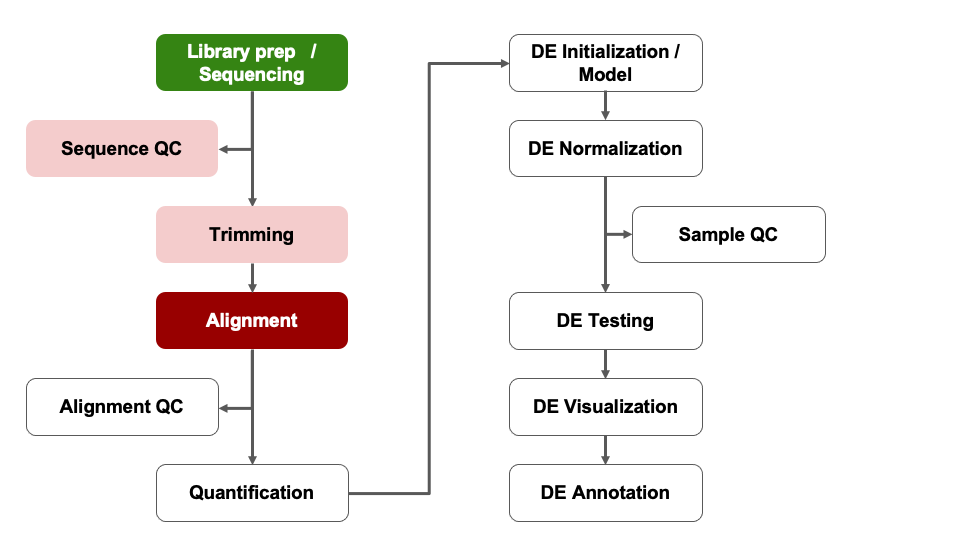 Library prep /
Sequencing
Sequence QC
Trimming
Alignment
Alignment QC
Quantification
DE Initialization /
Model
DE Normalization
Sample QC
DE Testing
DE Visualization
DE Annotation